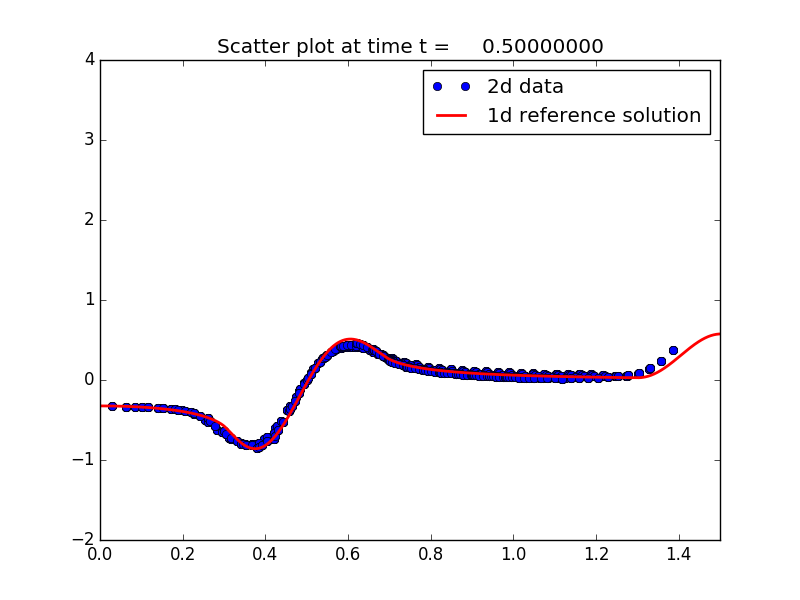 Scatter plot at time t = 0.50000000
2d data
1d reference solution
4
3
2
1
0
−1
−2
0.0 0.2 0.4 0.6 0.8 1.0 1.2 1.4